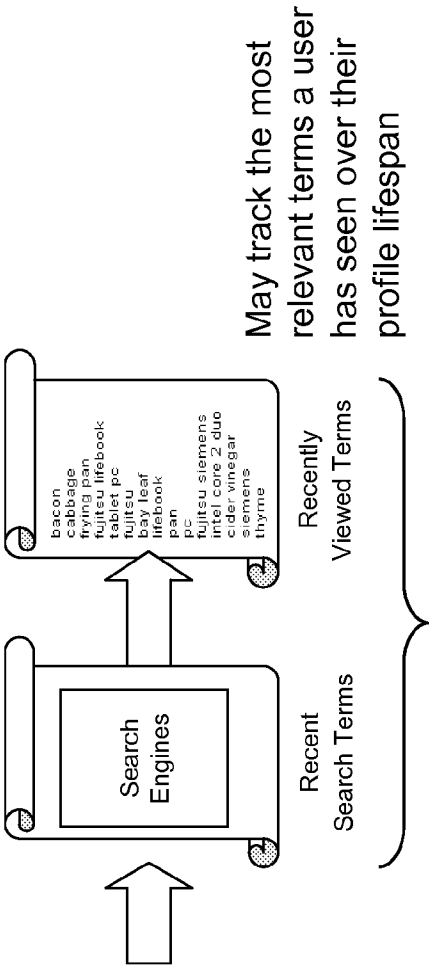 Search
Engines
Recent
Search Terms
bacon
cabbage
frying pan
fujitsu lifebook
tablet pc
fujitsu
bay leaf
lifebook
pan
pc
fujitsu siemens
intel core 2 duo
cider vinegar
siemens
thyme
Recently
Viewed Terms
May track the most
relevant terms a user
has seen over their
profile lifespan